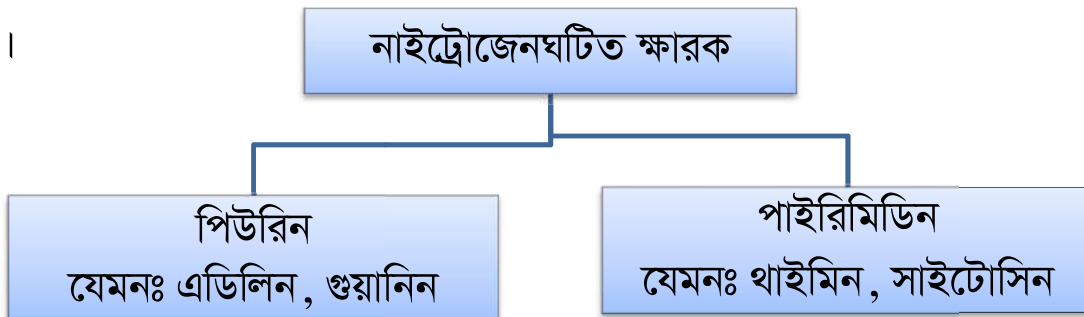 ।
নাইট্রোজেনঘটিত ক্ষারক
পিউরিন
যেমনঃ এডিলিন, গুয়ানিন
পাইরিমিডিন
যেমনঃ থাইমিন, সাইটোসিন